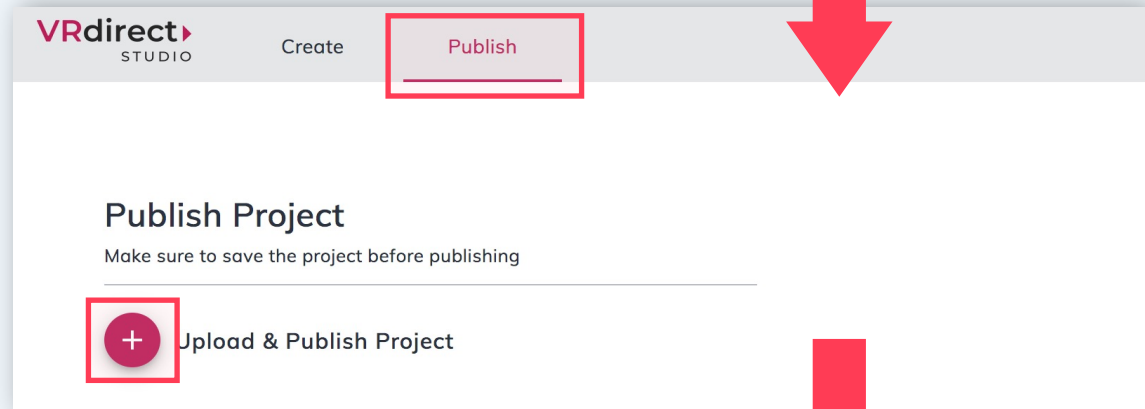 VRdirect
STUDIO
Create
Publish
Publish Project
Make sure to save the project before publishing
+ Upload & Publish Project